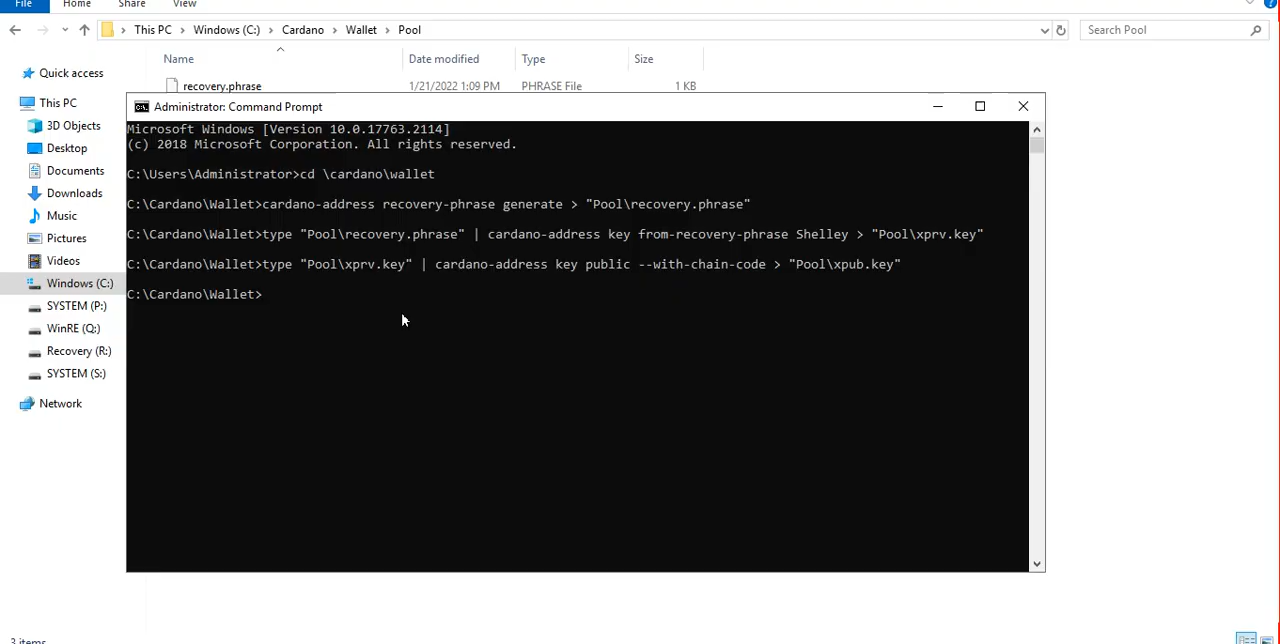 File Home Share View
This PC Windows (C:) Cardano Wallet Pool Search Pool
Name Date modified Type Size
Quick access
recovery.phrase 1/21/2022 1:09 PM PHRASE File 1 KB
This PC
3D Objects
Desktop
Documents
Downloads
Music
Pictures
Videos
Windows (C:)
SYSTEM (P:)
WinRE (Q:)
Recovery (R:)
SYSTEM (S:)
Network
3 items
Administrator: Command Prompt
Microsoft Windows [Version 10.0.17763.2114]
(c) 2018 Microsoft Corporation. All rights reserved.
C:\Users\Administrator>cd \cardano\wallet
C:\Cardano\Wallet>cardano-address recovery-phrase generate > "Pool\recovery.phrase"
C:\Cardano\Wallet>type "Pool\recovery.phrase" | cardano-address key from-recovery-phrase Shelley > "Pool\xprv.key"
C:\Cardano\Wallet>type "Pool\xprv.key" | cardano-address key public --with-chain-code > "Pool\xpub.key"
C:\Cardano\Wallet>